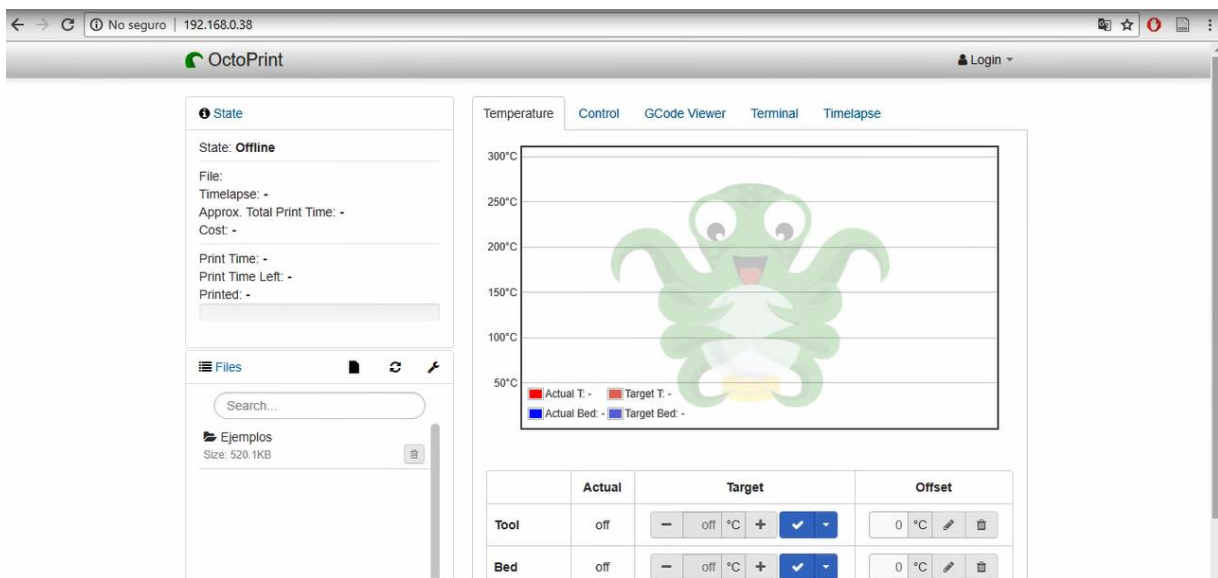 No seguro | 192.168.0.38
OctoPrint
Login
State
State: Offline
File:
Timelapse: -
Approx. Total Print Time: -
Cost: -
Print Time: -
Print Time Left: -
Printed: -
Files
Search...
Ejemplos
Size: 520.1KB
Temperature Control GCode Viewer Terminal Timelapse
300°C
250°C
200°C
150°C
100°C
50°C
Actual T: - Target T: -
Actual Bed: - Target Bed: -
Actual Target Offset
Tool off off °C 0 °C
Bed off off °C 0 °C